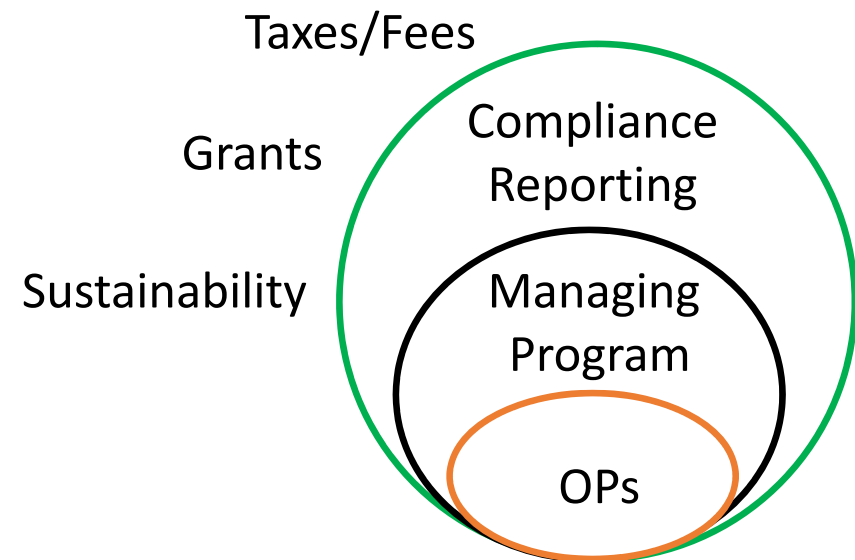 Taxes/Fees
Compliance
Grants
Reporting
Sustainability
Managing
Program
OPs